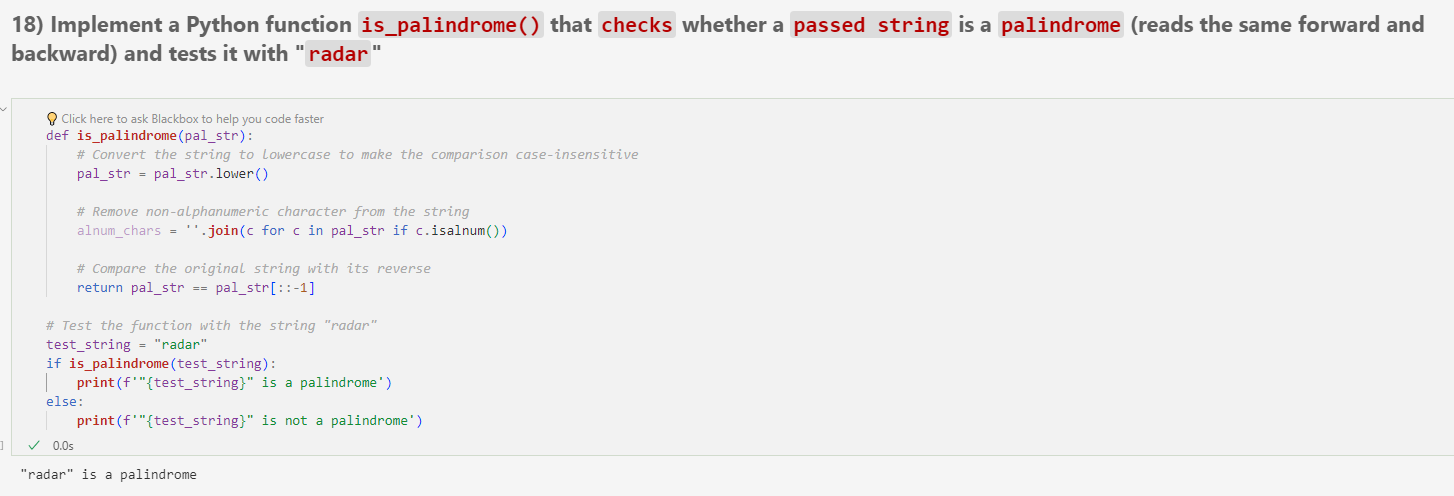 18) Implement a Python function is_palindrome() that checks whether a passed string is a palindrome (reads the same forward and
backward) and tests it with "radar"
Click here to ask Blackbox to help you code faster
def is_palindrome(pal_str):
    # Convert the string to lowercase to make the comparison case-insensitive
    pal_str = pal_str.lower()
    # Remove non-alphanumeric character from the string
    alnum_chars = ''.join(c for c in pal_str if c.isalnum())
    # Compare the original string with its reverse
    return pal_str == pal_str[::-1]
# Test the function with the string "radar"
test_string = "radar"
if is_palindrome(test_string):
    print(f'"{test_string}" is a palindrome')
else:
    print(f'"{test_string}" is not a palindrome')
]
✓ 0.0s
"radar" is a palindrome